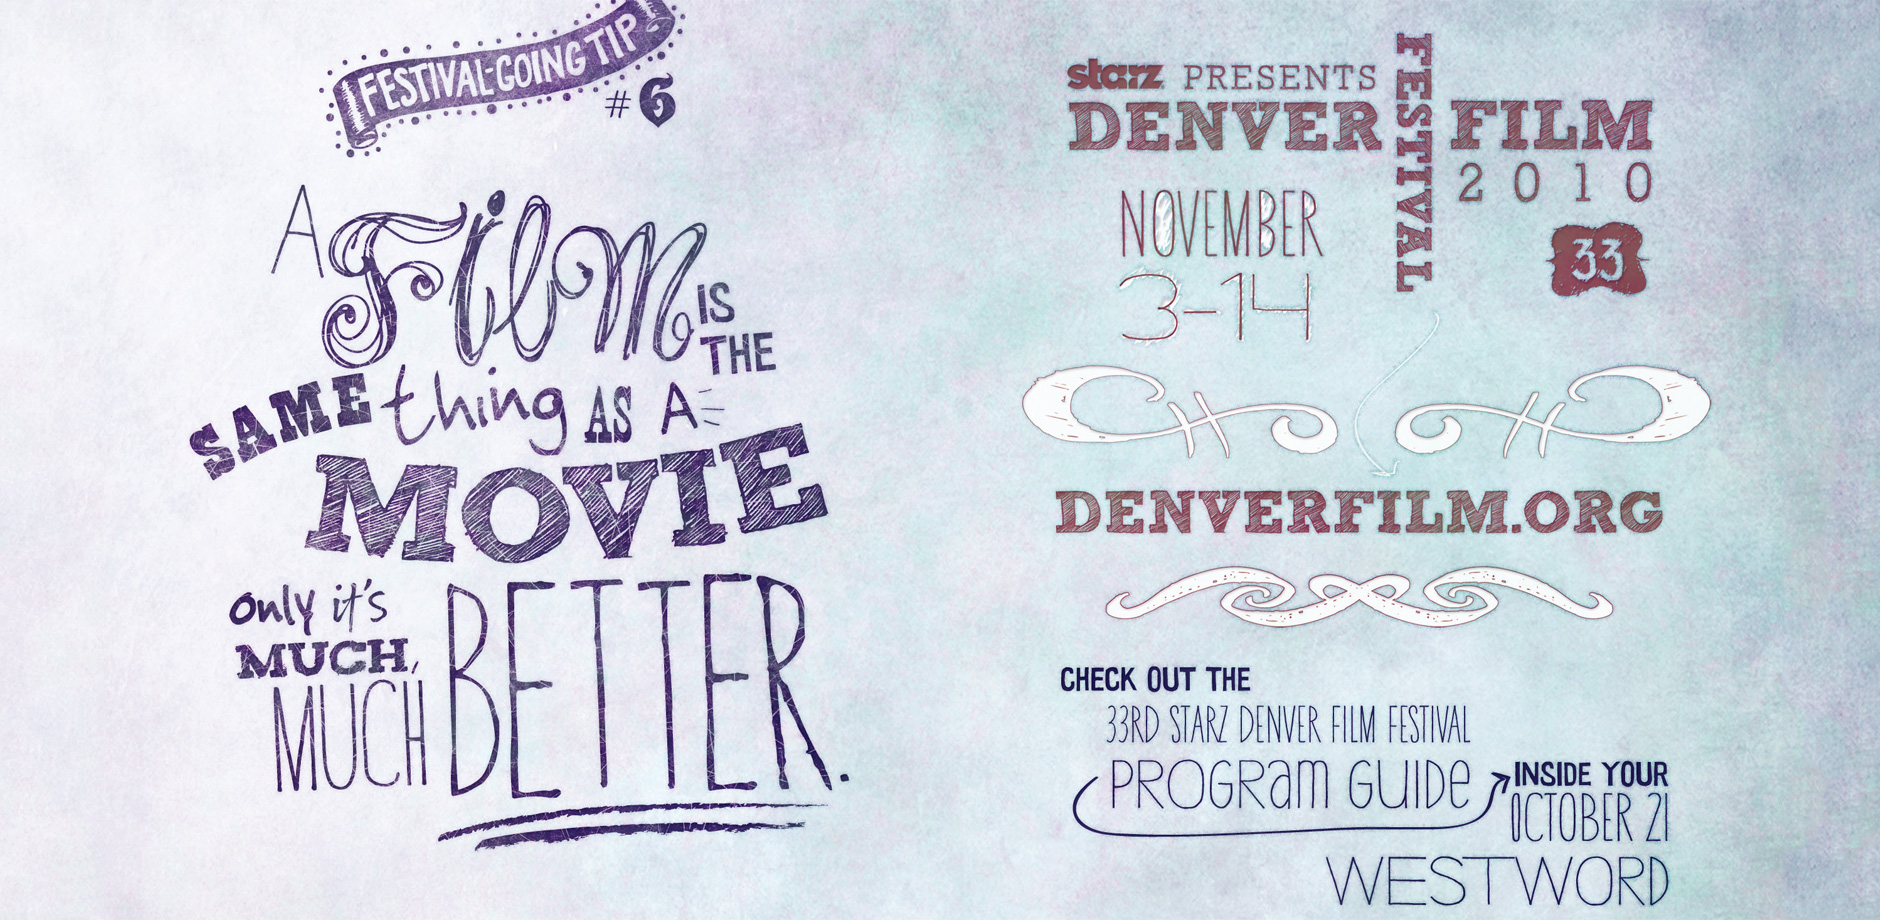 FESTIVAL-GOING TIP
#6
A Film IS
THE
SAME thing AS A
MOVIE
only it's
MUCH,
MUCH BETTER.
starz PRESENTS
DENVER FILM
FESTIVAL
2010
NOVEMBER
3-14
33
DENVERFILM.ORG
CHECK OUT THE
33RD STARZ DENVER FILM FESTIVAL
PROGRAM GUIDE
INSIDE YOUR
OCTOBER 21
WESTWORD